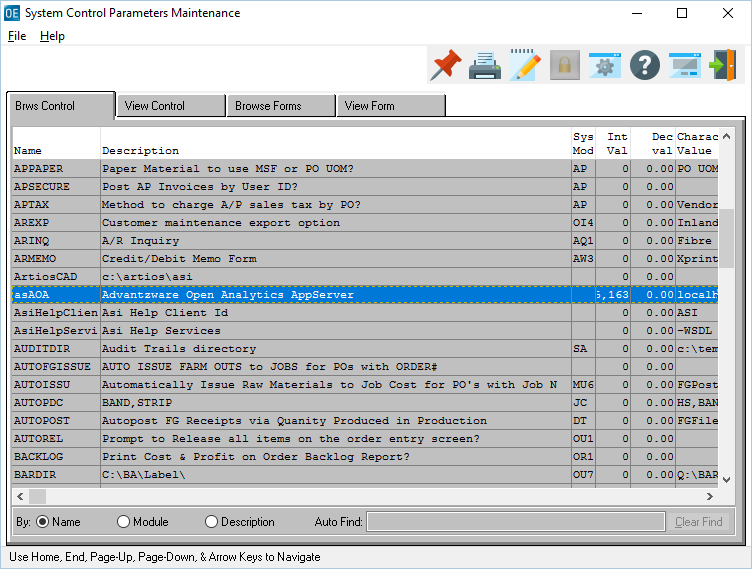 OE System Control Parameters Maintenance
File Help
Brws Control View Control Browse Forms View Form
Sys Int Dec Charac
Name Description Mod Val val Value
APPAPER Paper Material to use MSF or PO UOM? AP 0 0.00 PO UOM
APSECURE Post AP Invoices by User ID? AP 0 0.00
APTAX Method to charge A/P sales tax by PO? AP 0 0.00 Vendor
AREXP Customer maintenance export option OI4 0 0.00 Inland
ARINQ A/R Inquiry AQ1 0 0.00 Fibre
ARMEMO Credit/Debit Memo Form AW3 0 0.00 Xprint
ArtiosCAD c:\artios\asi 0 0.00
asAOA Advantzware Open Analytics AppServer 5,163 0.00 localh
AsiHelpClien Asi Help Client Id 0 0.00 ASI
AsiHelpServi Asi Help Services 0 0.00 -WSDL
AUDITDIR Audit Trails directory SA 0 0.00 c:\tem
AUTOFGISSUE AUTO ISSUE FARM OUTS to JOBS for POs with ORDER# 0 0.00
AUTOISSU Automatically Issue Raw Materials to Job Cost for PO's with Job N MU6 0 0.00 FGPost
AUTOPDC BAND,STRIP JC 0 0.00 HS,BAN
AUTOPOST Autopost FG Receipts via Quanity Produced in Production DT 0 0.00 FGFile
AUTOREL Prompt to Release all items on the order entry screen? OU1 0 0.00
BACKLOG Print Cost & Profit on Order Backlog Report? OR1 0 0.00
BARDIR C:\BA\Label\ OU7 0 0.00 Q:\BAR
By: Name Module Description Auto Find: Clear Find
Use Home, End, Page-Up, Page-Down, & Arrow Keys to Navigate